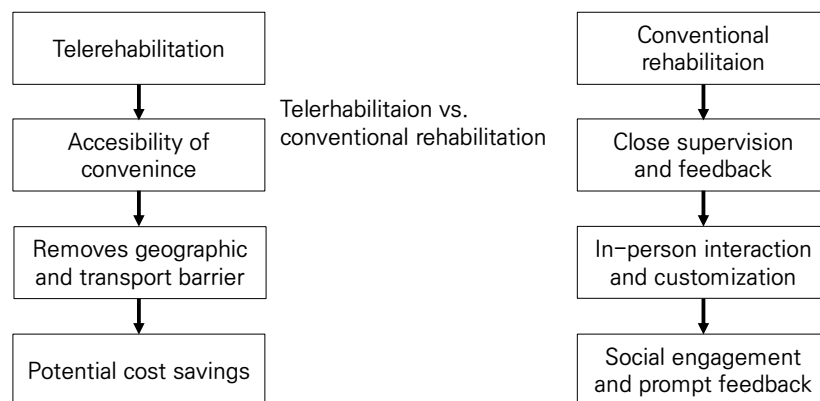 Telerehabilitation
Accesibility of
convenince
Removes geographic
and transport barrier
Potential cost savings
Telerhabilitaion vs.
conventional rehabilitation
Conventional
rehabilitaion
Close supervision
and feedback
In-person interaction
and customization
Social engagement
and prompt feedback